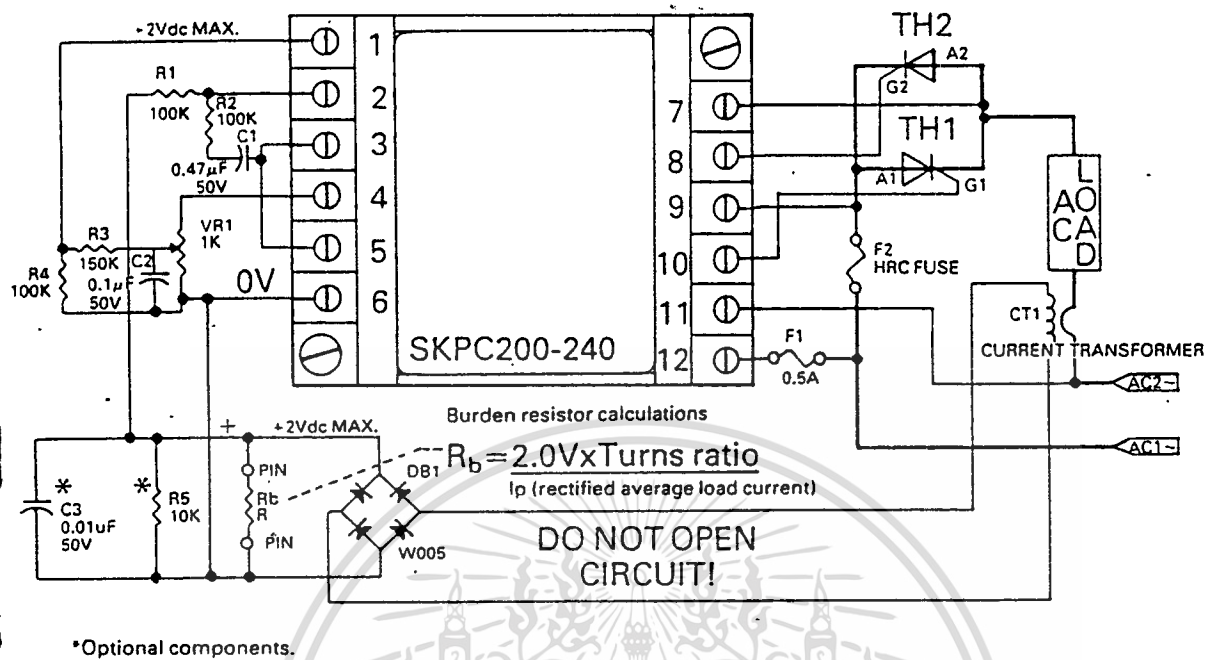 +2Vdc MAX.
R1
100K
R2
100K
C1
0.47µF
50V
VR1
1K
R3
150K
C2
0.1µF
50V
R4
100K
0V
1
2
3
4
5
6
SKPC200-240
7
8
9
10
11
12
TH2
A2
G2
TH1
A1
G1
F2
HRC FUSE
F1
0.5A
AC LOAD
CT1
CURRENT TRANSFORMER
AC2~
AC1~
Burden resistor calculations
+
+2Vdc MAX.
Rb = 2.0VxTurns ratio
Ip (rectified average load current)
DB1
W005
PIN
Rb
R
PIN
*
C3
0.01uF
50V
*
R5
10K
DO NOT OPEN
CIRCUIT!
*Optional components.